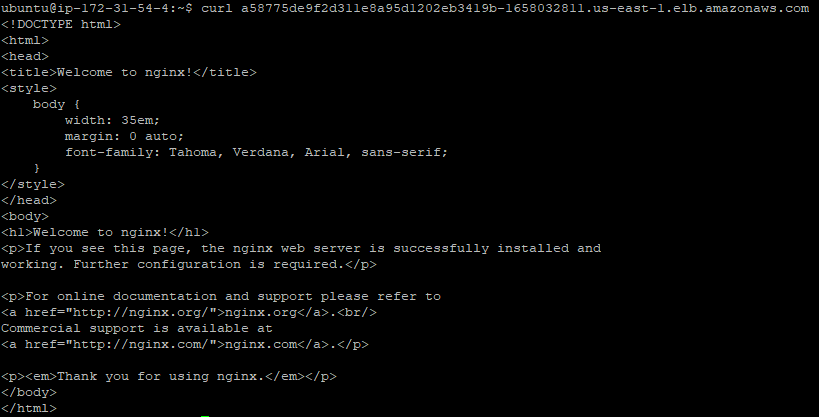 ubuntu@ip-172-31-54-4:~$ curl a58775de9f2d311e8a95d1202eb3419b-1658032811.us-east-1.elb.amazonaws.com
<!DOCTYPE html>
<html>
<head>
<title>Welcome to nginx!</title>
<style>
    body {
        width: 35em;
        margin: 0 auto;
        font-family: Tahoma, Verdana, Arial, sans-serif;
    }
</style>
</head>
<body>
<h1>Welcome to nginx!</h1>
<p>If you see this page, the nginx web server is successfully installed and
working. Further configuration is required.</p>

<p>For online documentation and support please refer to
<a href="http://nginx.org/">nginx.org</a>.<br/>
Commercial support is available at
<a href="http://nginx.com/">nginx.com</a>.</p>

<p><em>Thank you for using nginx.</em></p>
</body>
</html>